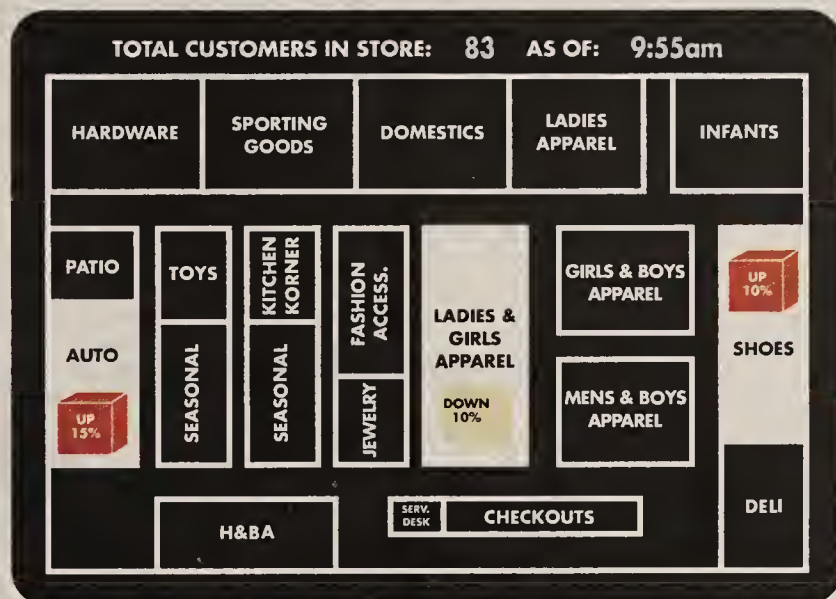 TOTAL CUSTOMERS IN STORE: 83 AS OF: 9:55am
HARDWARE
SPORTING
GOODS
DOMESTICS
LADIES
APPAREL
INFANTS
PATIO
AUTO
UP
15%
TOYS
SEASONAL
KITCHEN
KORNER
SEASONAL
FASHION
ACCESS.
JEWELRY
LADIES &
GIRLS
APPAREL
DOWN
10%
GIRLS & BOYS
APPAREL
MENS & BOYS
APPAREL
UP
10%
SHOES
DELI
H&BA
SERV.
DESK
CHECKOUTS